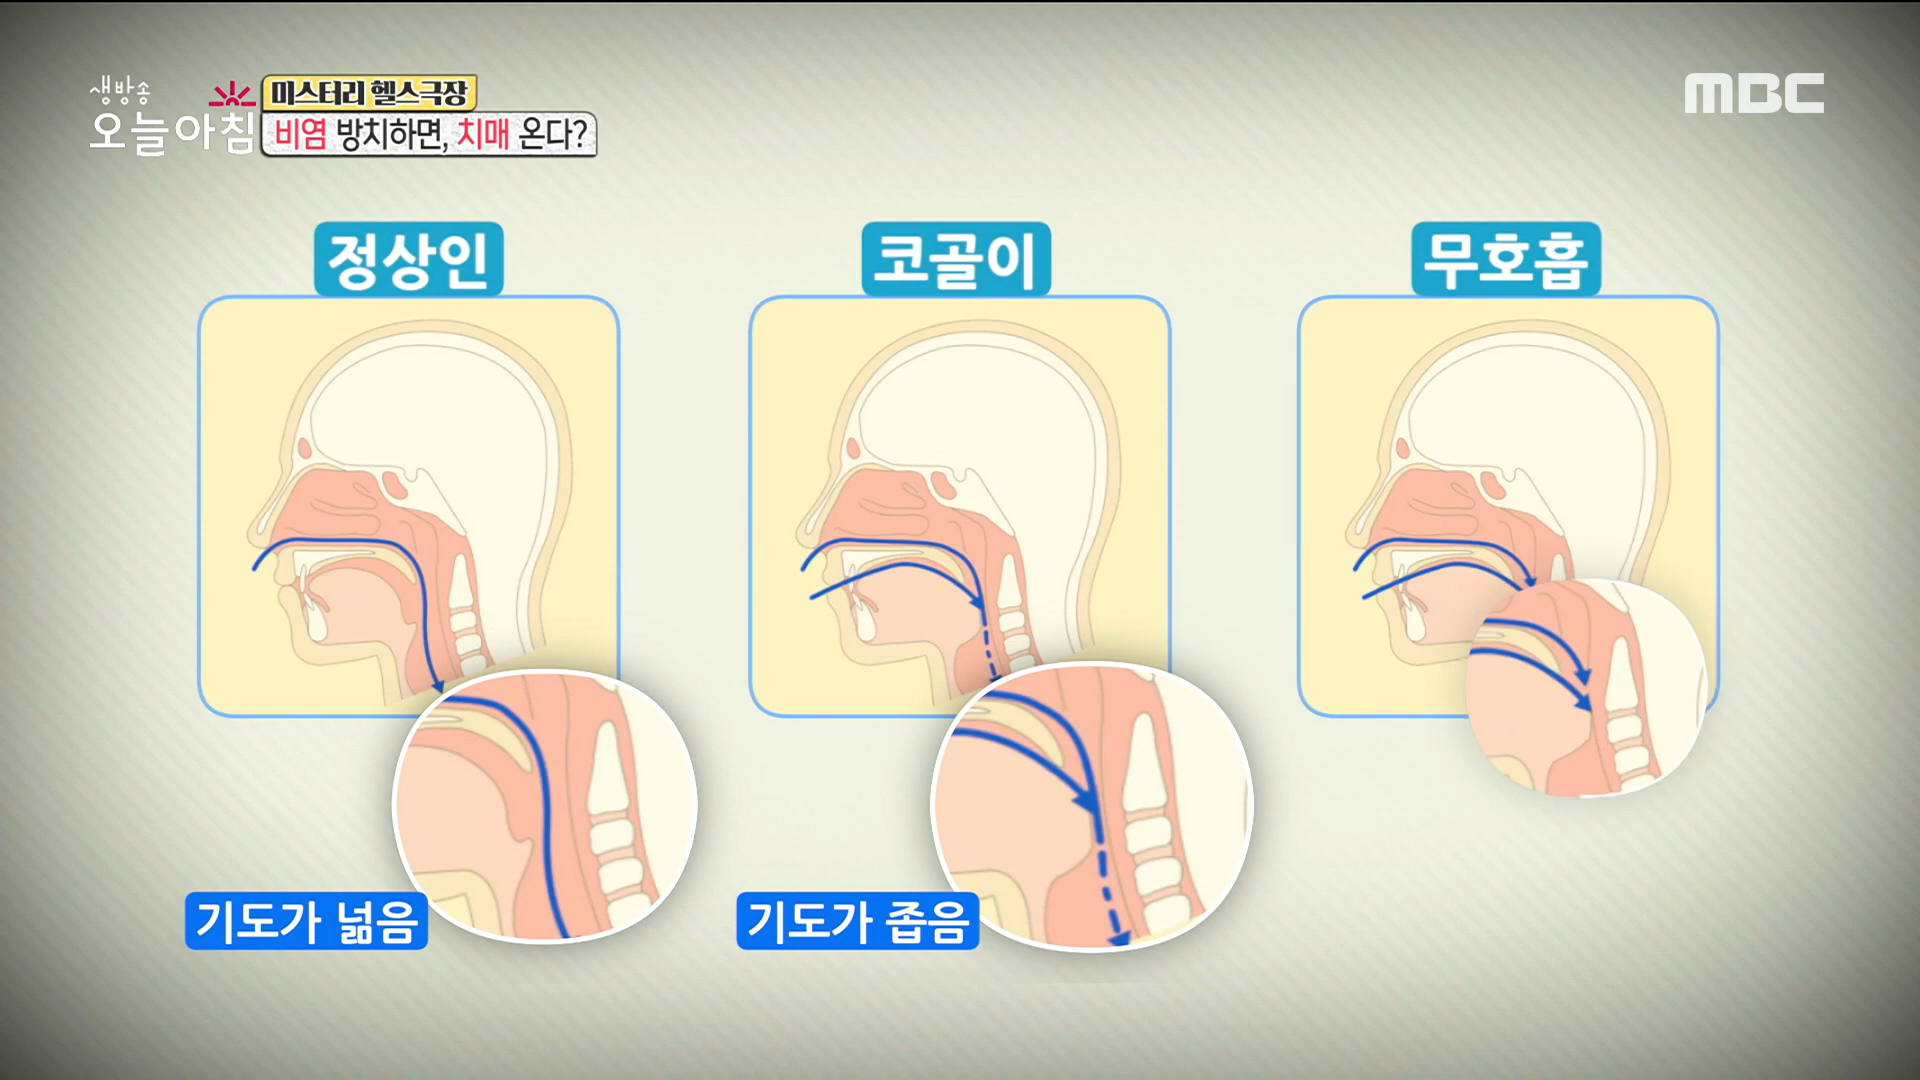 생방송
오늘아침
미스터리 헬스극장
비염 방치하면, 치매 온다?
MBC
정상인
코골이
무호흡
기도가 넓음
기도가 좁음